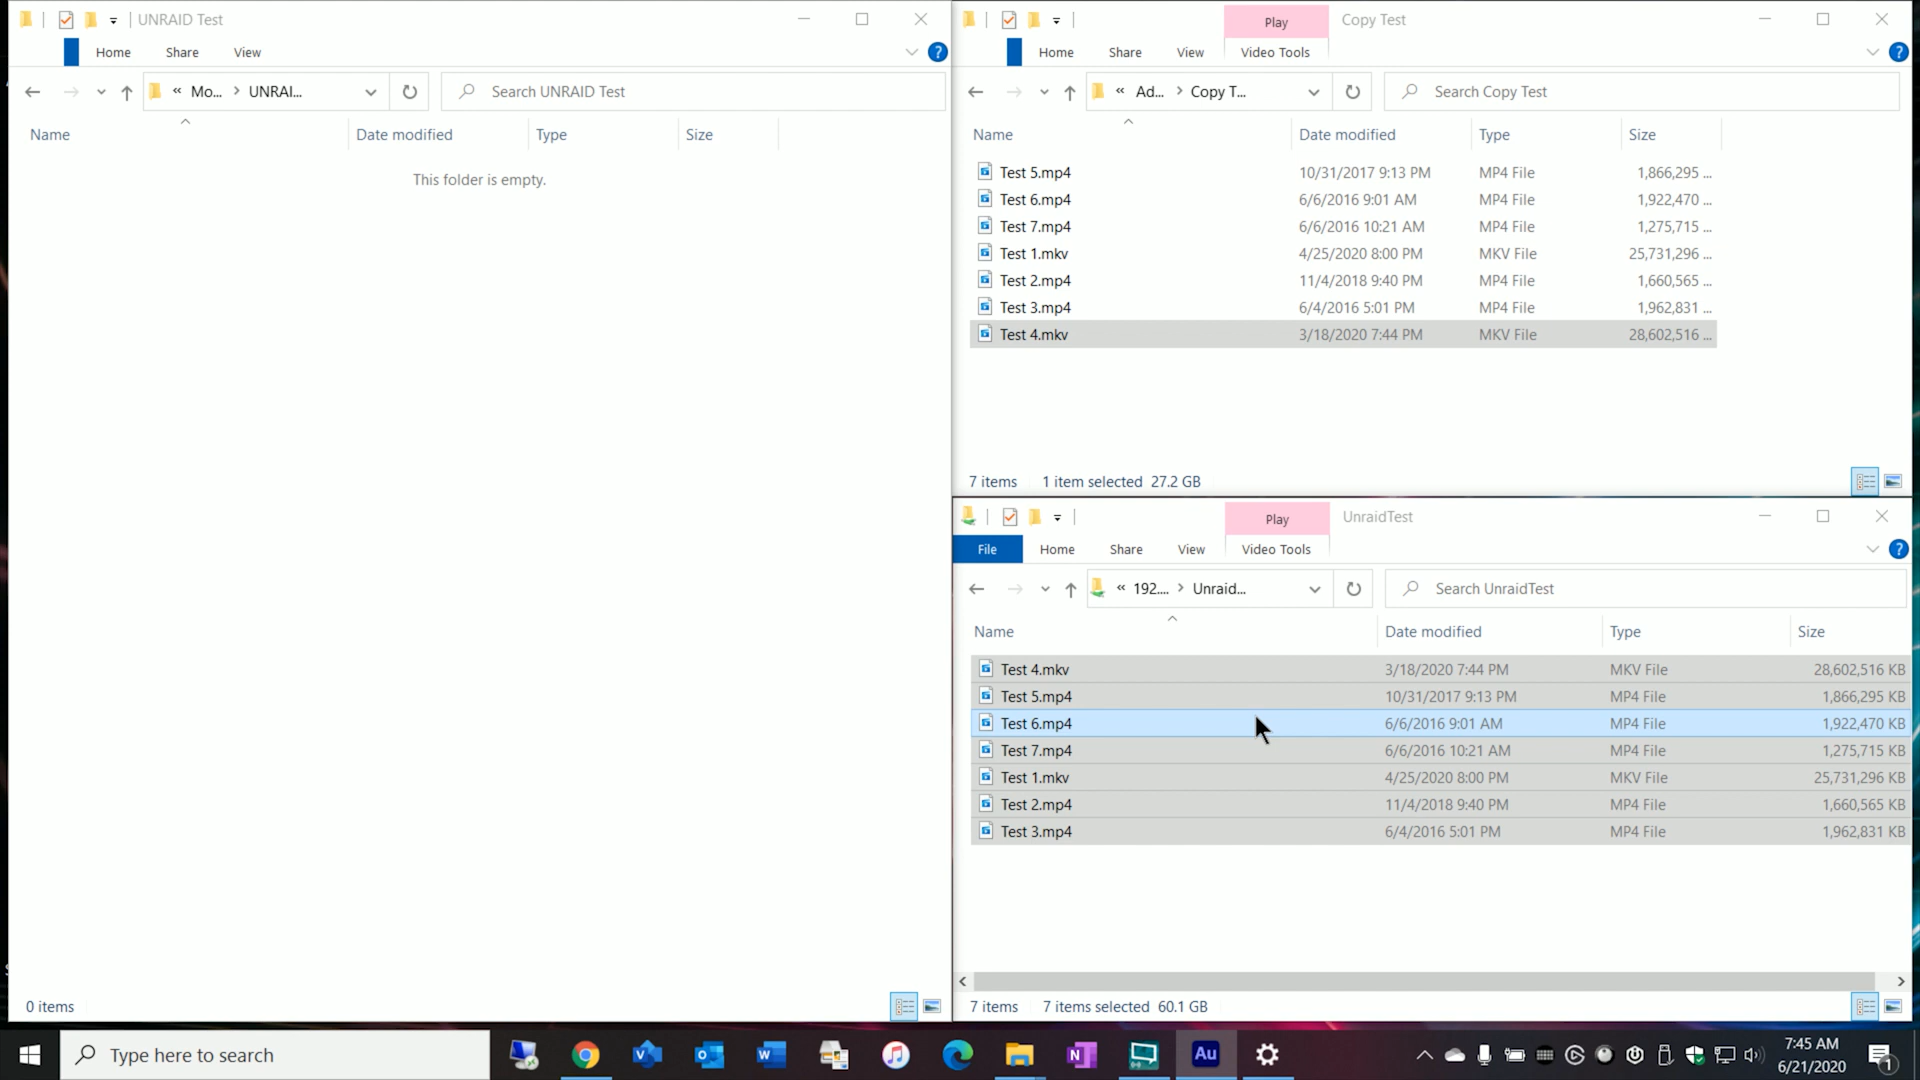 UNRAID Test
Home Share View
Mo... UNRAI...
Search UNRAID Test
Name Date modified Type Size
This folder is empty.
0 items
Play Copy Test
Home Share View Video Tools
Ad... Copy T...
Search Copy Test
Name Date modified Type Size
Test 5.mp4 10/31/2017 9:13 PM MP4 File 1,866,295 ...
Test 6.mp4 6/6/2016 9:01 AM MP4 File 1,922,470 ...
Test 7.mp4 6/6/2016 10:21 AM MP4 File 1,275,715 ...
Test 1.mkv 4/25/2020 8:00 PM MKV File 25,731,296 ...
Test 2.mp4 11/4/2018 9:40 PM MP4 File 1,660,565 ...
Test 3.mp4 6/4/2016 5:01 PM MP4 File 1,962,831 ...
Test 4.mkv 3/18/2020 7:44 PM MKV File 28,602,516 ...
7 items 1 item selected 27.2 GB
Play UnraidTest
File Home Share View Video Tools
192.... Unraid...
Search UnraidTest
Name Date modified Type Size
Test 4.mkv 3/18/2020 7:44 PM MKV File 28,602,516 KB
Test 5.mp4 10/31/2017 9:13 PM MP4 File 1,866,295 KB
Test 6.mp4 6/6/2016 9:01 AM MP4 File 1,922,470 KB
Test 7.mp4 6/6/2016 10:21 AM MP4 File 1,275,715 KB
Test 1.mkv 4/25/2020 8:00 PM MKV File 25,731,296 KB
Test 2.mp4 11/4/2018 9:40 PM MP4 File 1,660,565 KB
Test 3.mp4 6/4/2016 5:01 PM MP4 File 1,962,831 KB
7 items 7 items selected 60.1 GB
Type here to search
Au
7:45 AM
6/21/2020
1